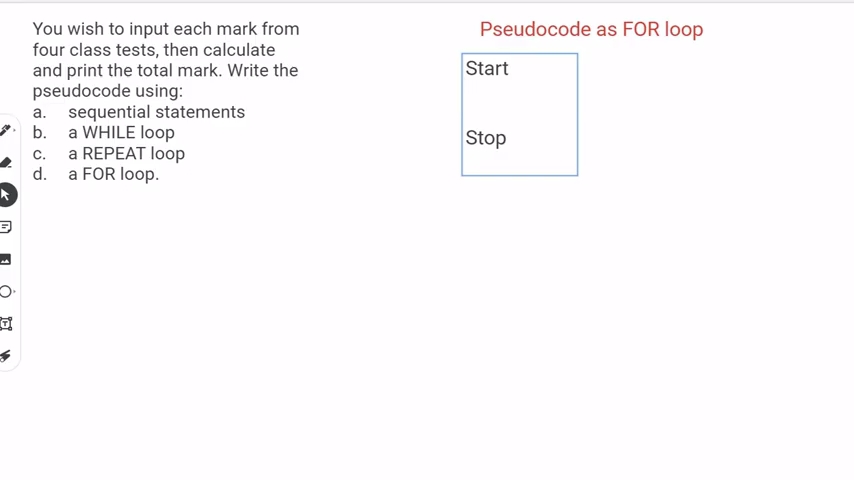 You wish to input each mark from
four class tests, then calculate
and print the total mark. Write the
pseudocode using:
a. sequential statements
b. a WHILE loop
c. a REPEAT loop
d. a FOR loop.
Pseudocode as FOR loop
Start
Stop